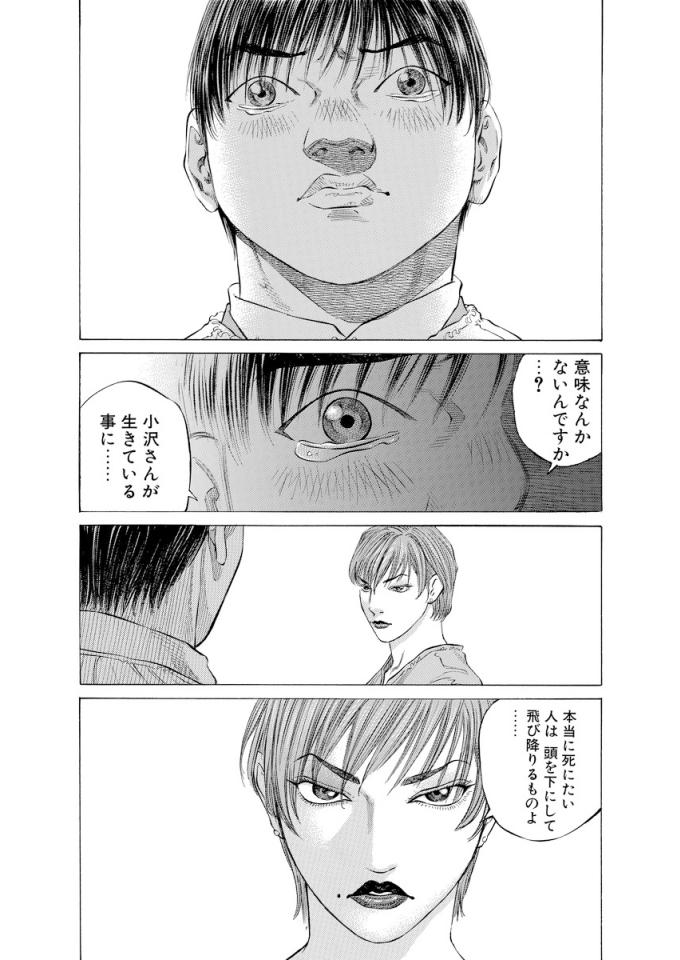 意味なんか
ないんですか
…?
小沢さんが
生きている
事に……
本当に死にたい
人は 頭を下にして
飛び降りるものよ
……